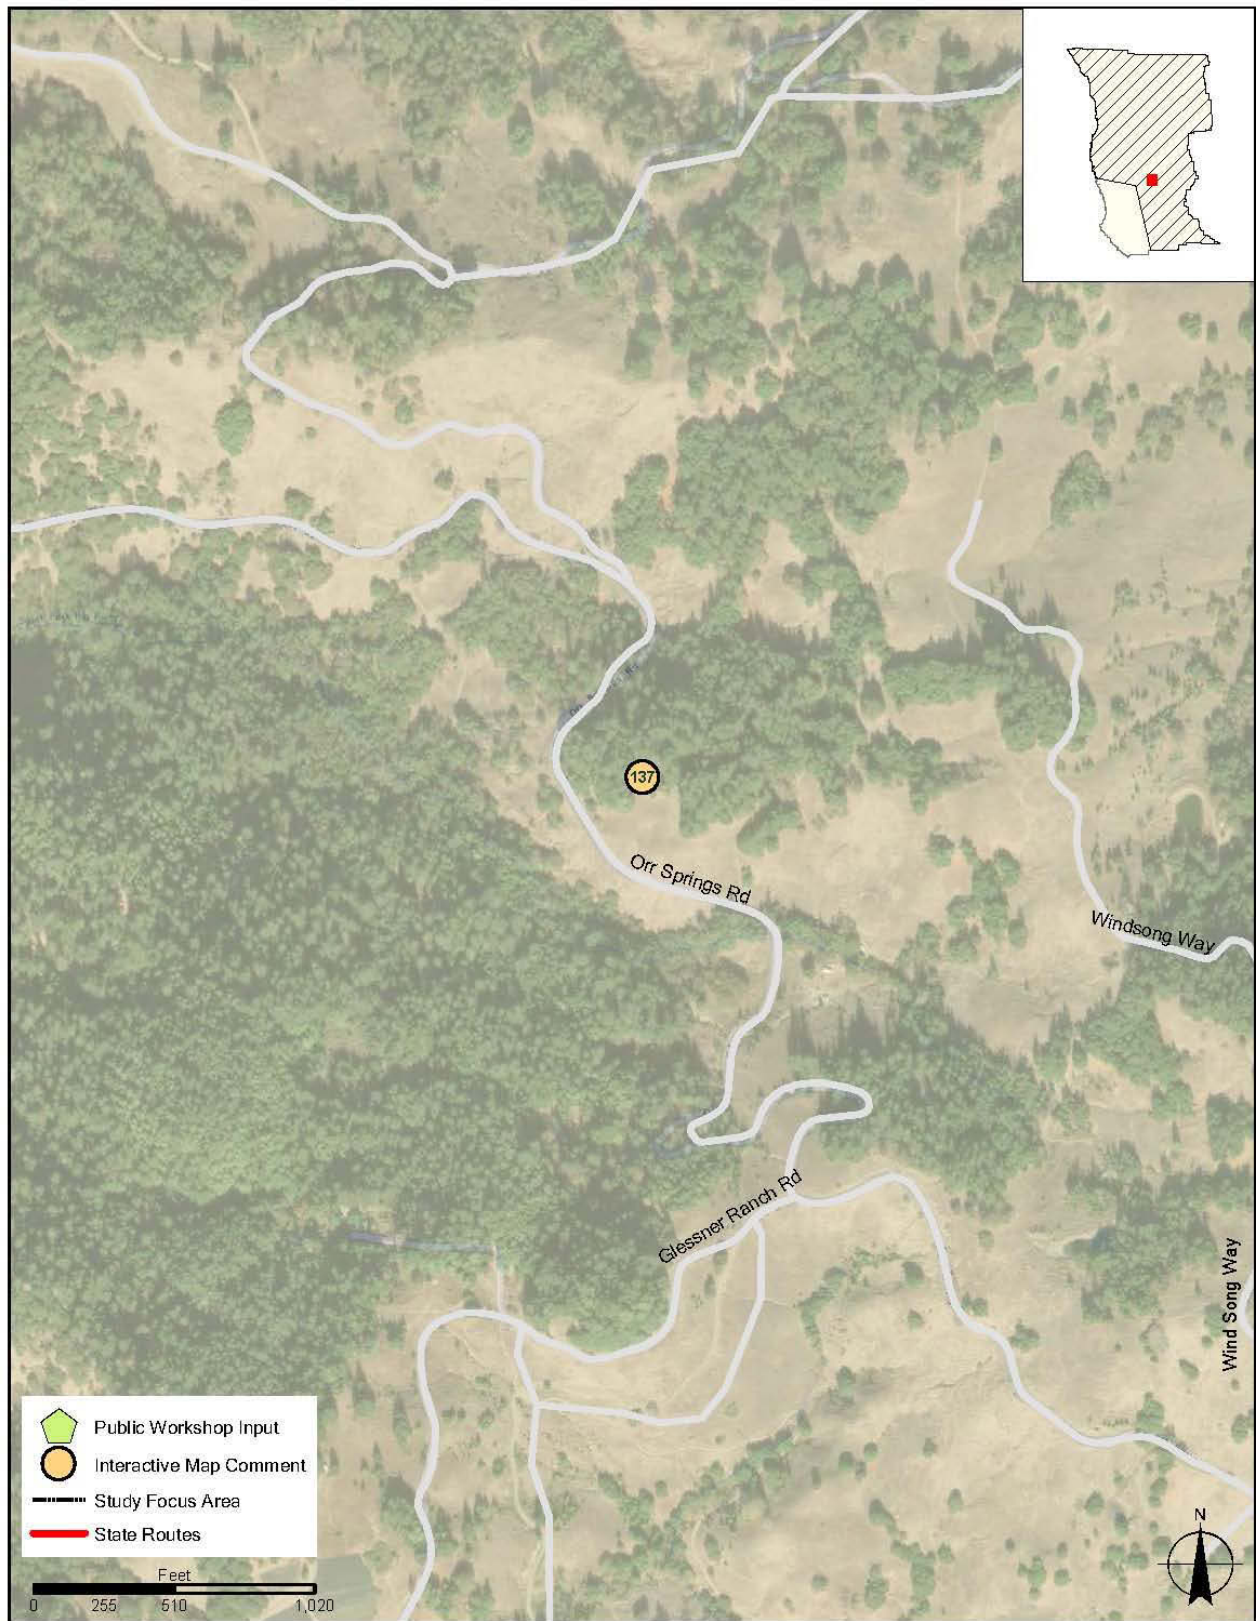 137
Orr Springs Rd
Windsong Way
Glessner Ranch Rd
Wind Song Way
Public Workshop Input
Interactive Map Comment
Study Focus Area
State Routes
Feet
0 255 510 1,020
N